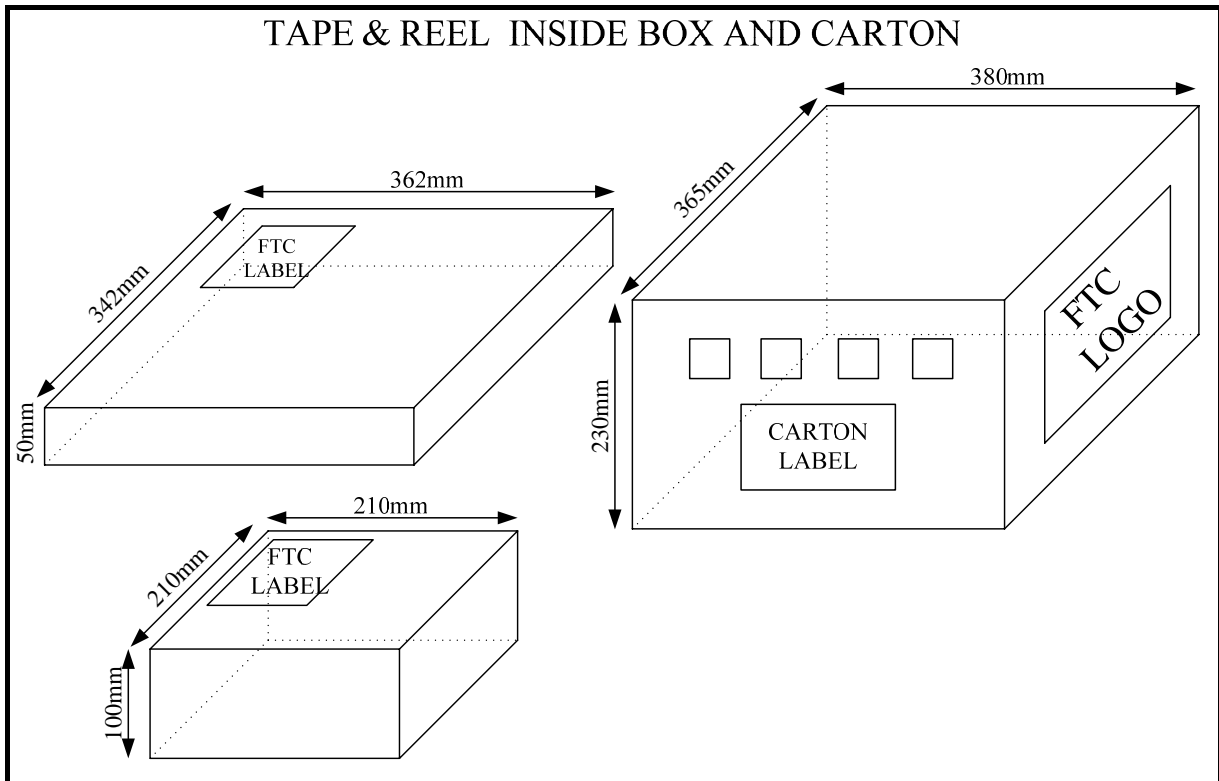 TAPE & REEL  INSIDE BOX AND CARTON
380mm
365mm
362mm
FTC
LABEL
342mm
50mm
FTC
LOGO
230mm
CARTON
LABEL
210mm
FTC
LABEL
210mm
100mm